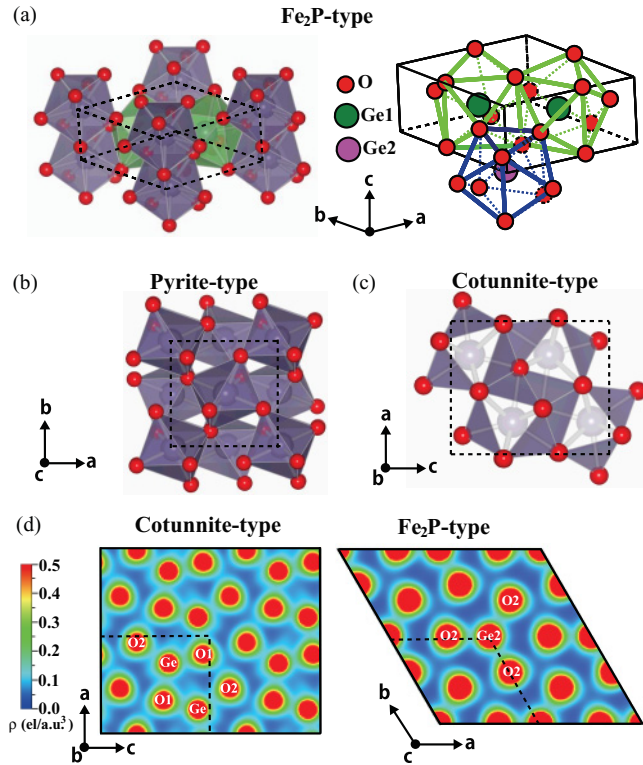 (a)
Fe₂P-type
O
Ge1
Ge2
c
b
a
(b)
Pyrite-type
(c)
Cotunnite-type
b
c
a
a
b
c
(d)
Cotunnite-type
Fe₂P-type
0.5
0.4
0.3
0.2
0.1
0.0
ρ (el/a.u³.)
O2
O1
Ge
O1
Ge
O2
O2
O2
Ge2
O2
a
b
c
b
c
a